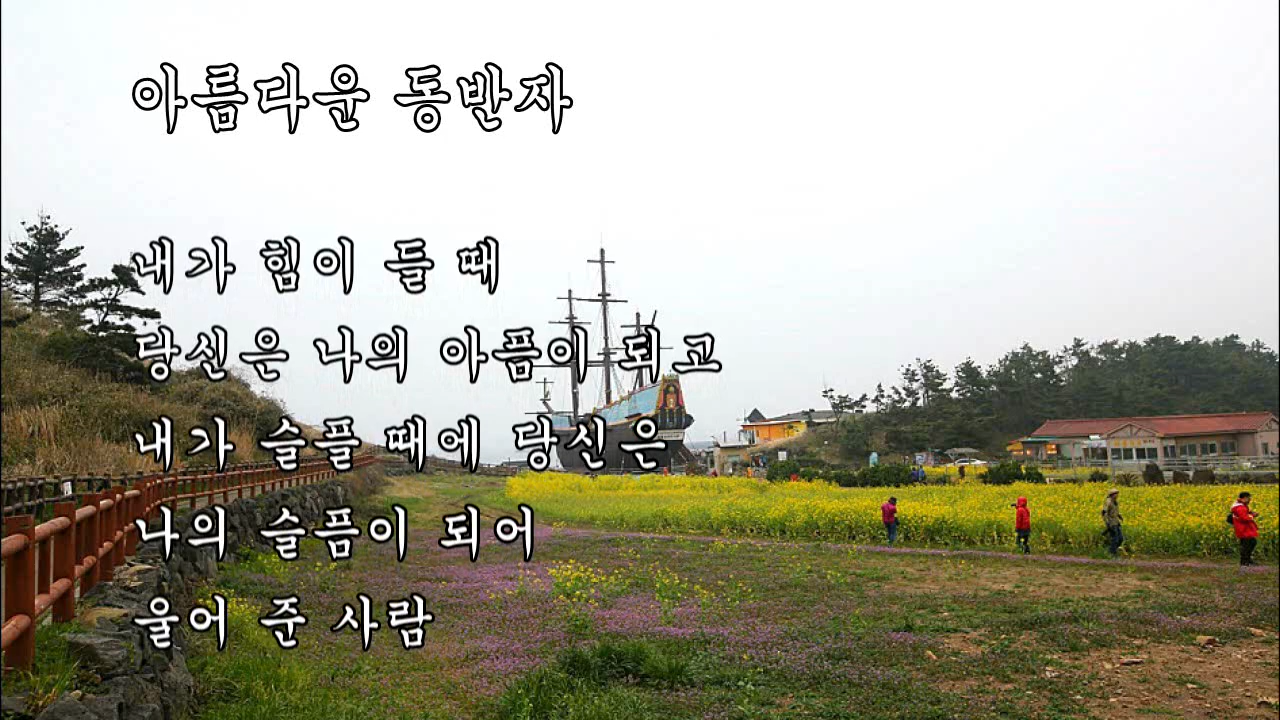 아름다운 동반자
내가 힘이 들 때
당신은 나의 아픔이 되고
내가 슬플 때에 당신은
나의 슬픔이 되어
울어 준 사람